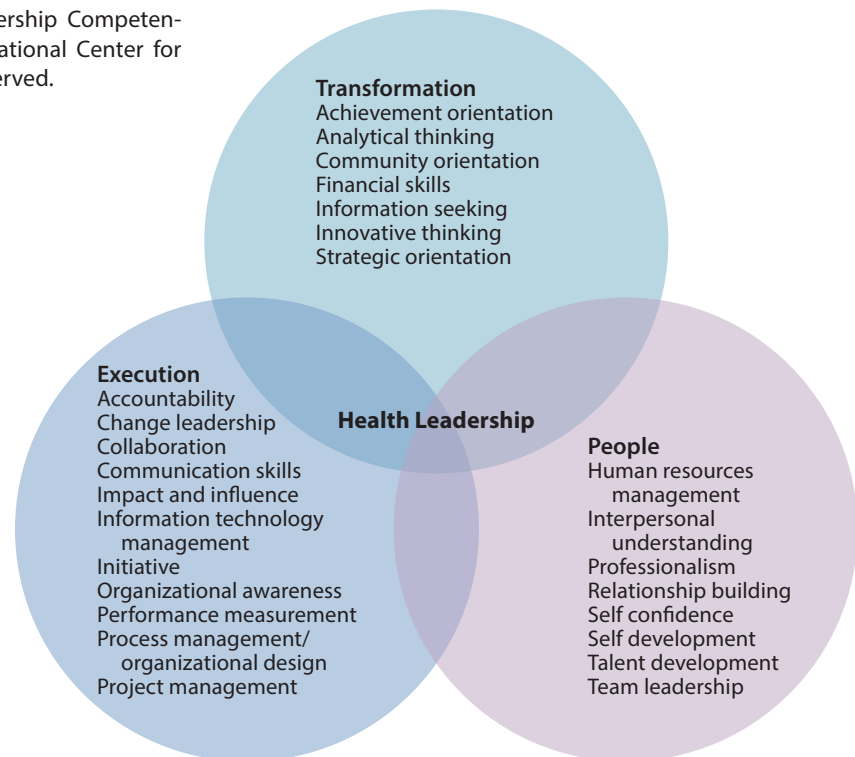 ership Competen-
ational Center for
erved.
Transformation
Achievement orientation
Analytical thinking
Community orientation
Financial skills
Information seeking
Innovative thinking
Strategic orientation
Execution
Accountability
Change leadership
Collaboration
Communication skills
Impact and influence
Information technology
management
Initiative
Organizational awareness
Performance measurement
Process management/
organizational design
Project management
Health Leadership
People
Human resources
management
Interpersonal
understanding
Professionalism
Relationship building
Self confidence
Self development
Talent development
Team leadership